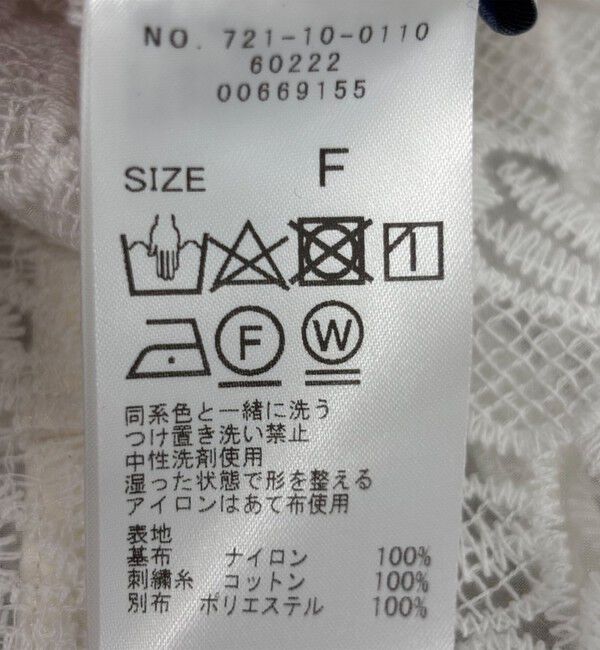 NO. 721-10-0110
60222
00669155
SIZE F
F W
同系色と一緒に洗う
つけ置き洗い禁止
中性洗剤使用
湿った状態で形を整える
アイロンはあて布使用
表地
基布 ナイロン 100%
刺繍糸 コットン 100%
別布 ポリエステル 100%